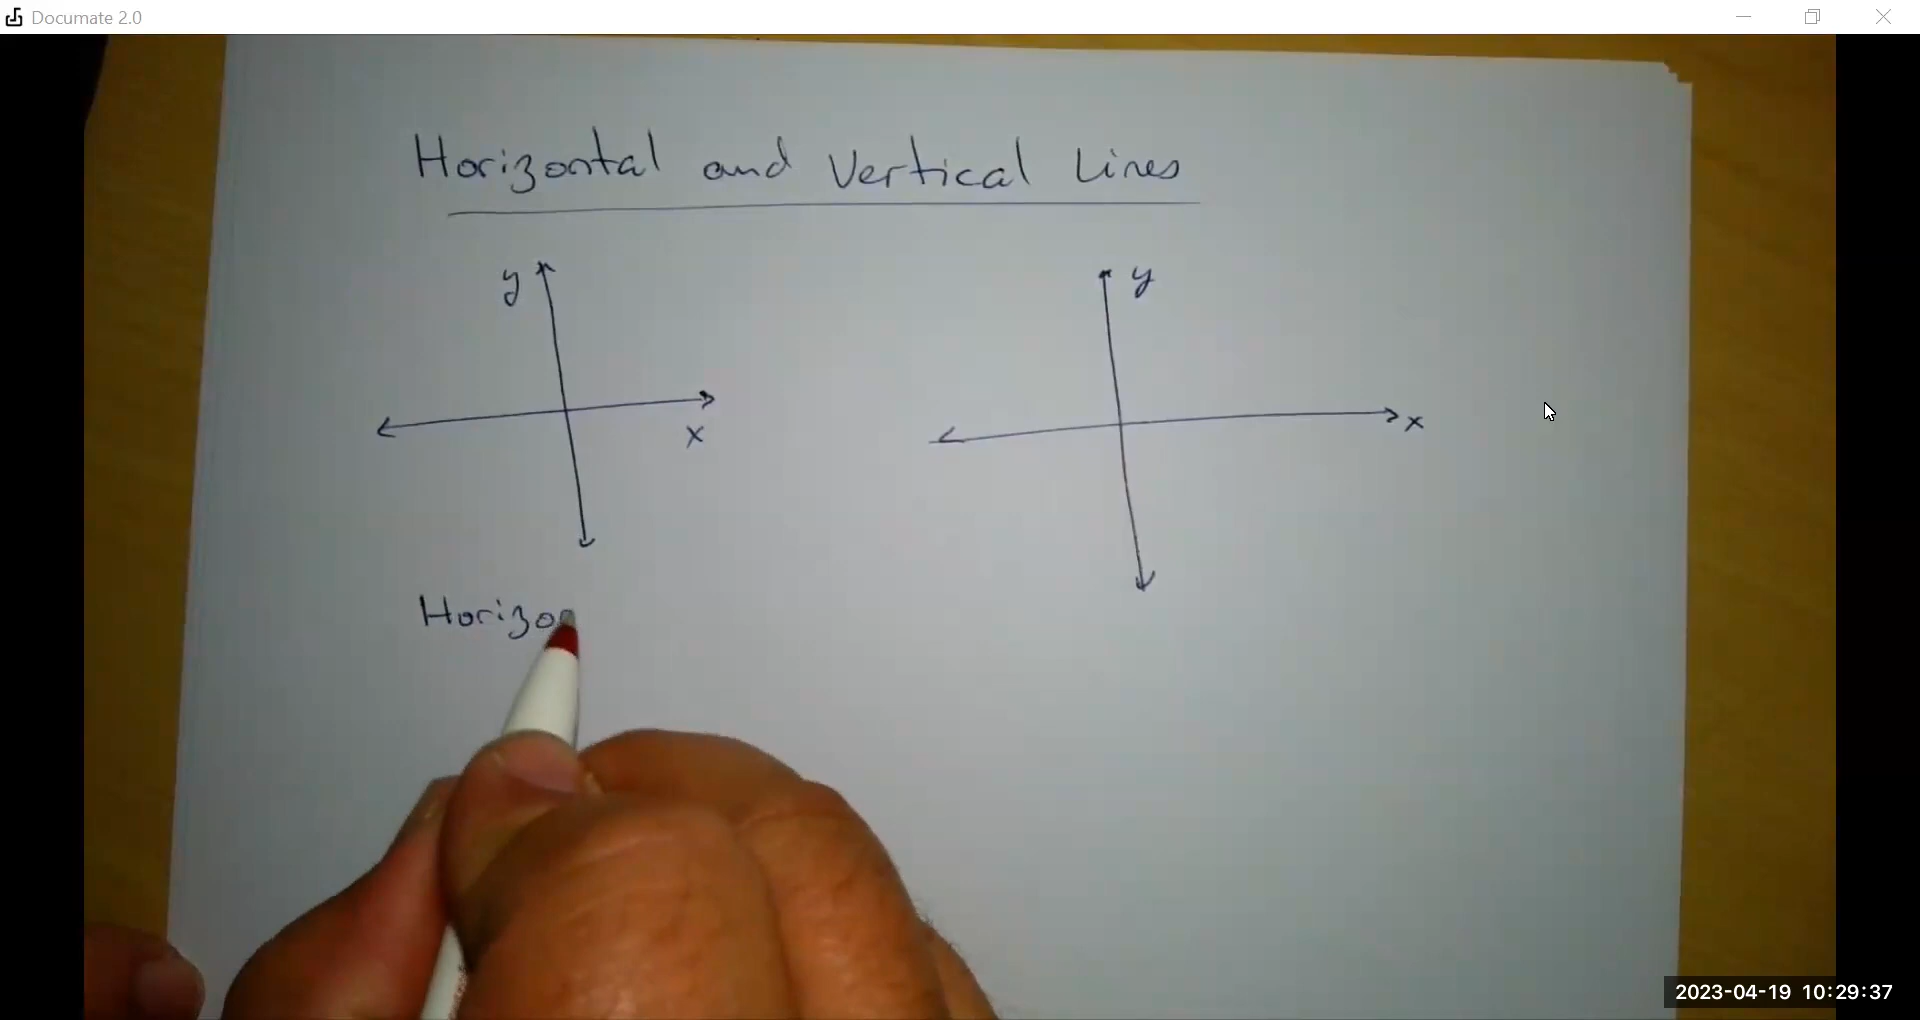 Documate 2.0
Horizontal and Vertical Lines
y
y
x
x
Horizo
2023-04-19 10:29:37